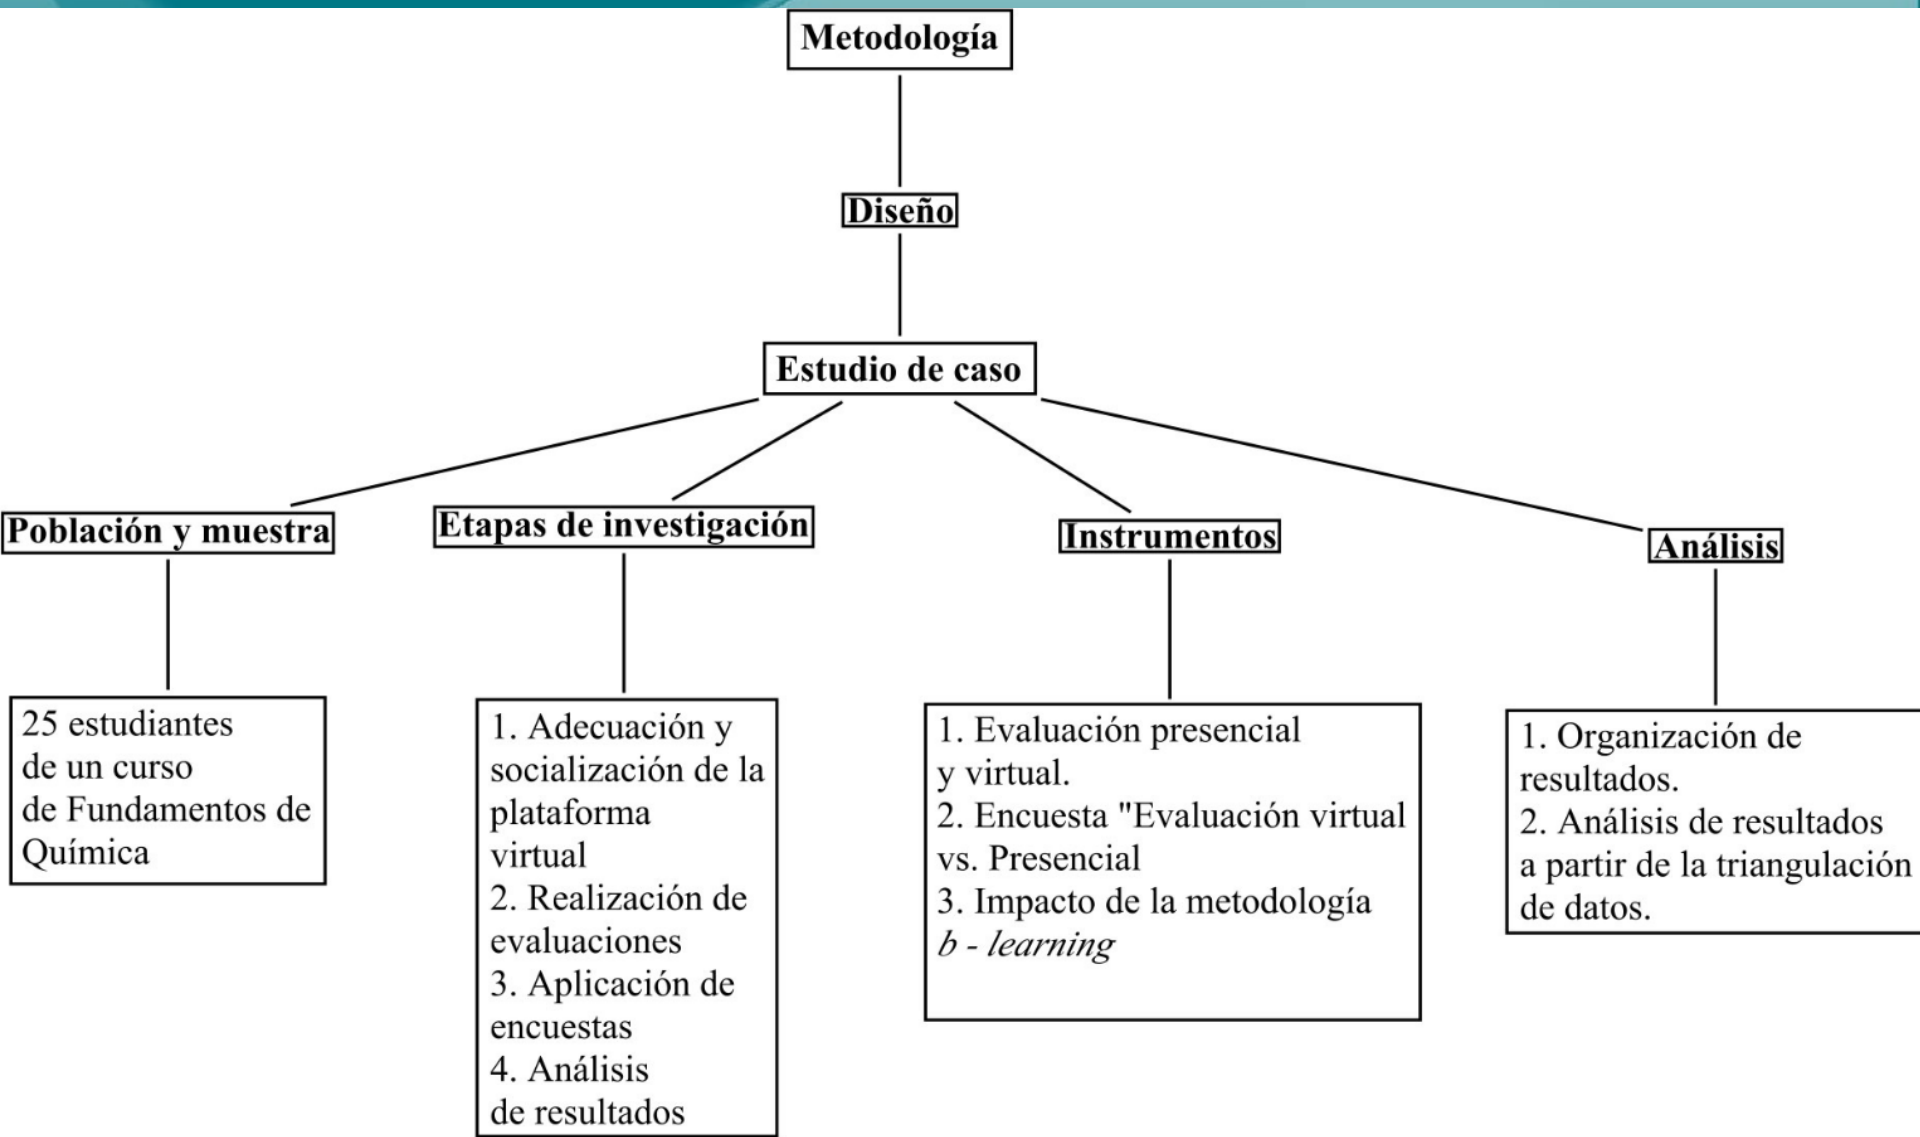 Metodología
Diseño
Estudio de caso
Población y muestra
25 estudiantes
de un curso
de Fundamentos de
Química
Etapas de investigación
1. Adecuación y
socialización de la
plataforma
virtual
2. Realización de
evaluaciones
3. Aplicación de
encuestas
4. Análisis
de resultados
Instrumentos
1. Evaluación presencial
y virtual.
2. Encuesta "Evaluación virtual
vs. Presencial
3. Impacto de la metodología
b - learning
Análisis
1. Organización de
resultados.
2. Análisis de resultados
a partir de la triangulación
de datos.